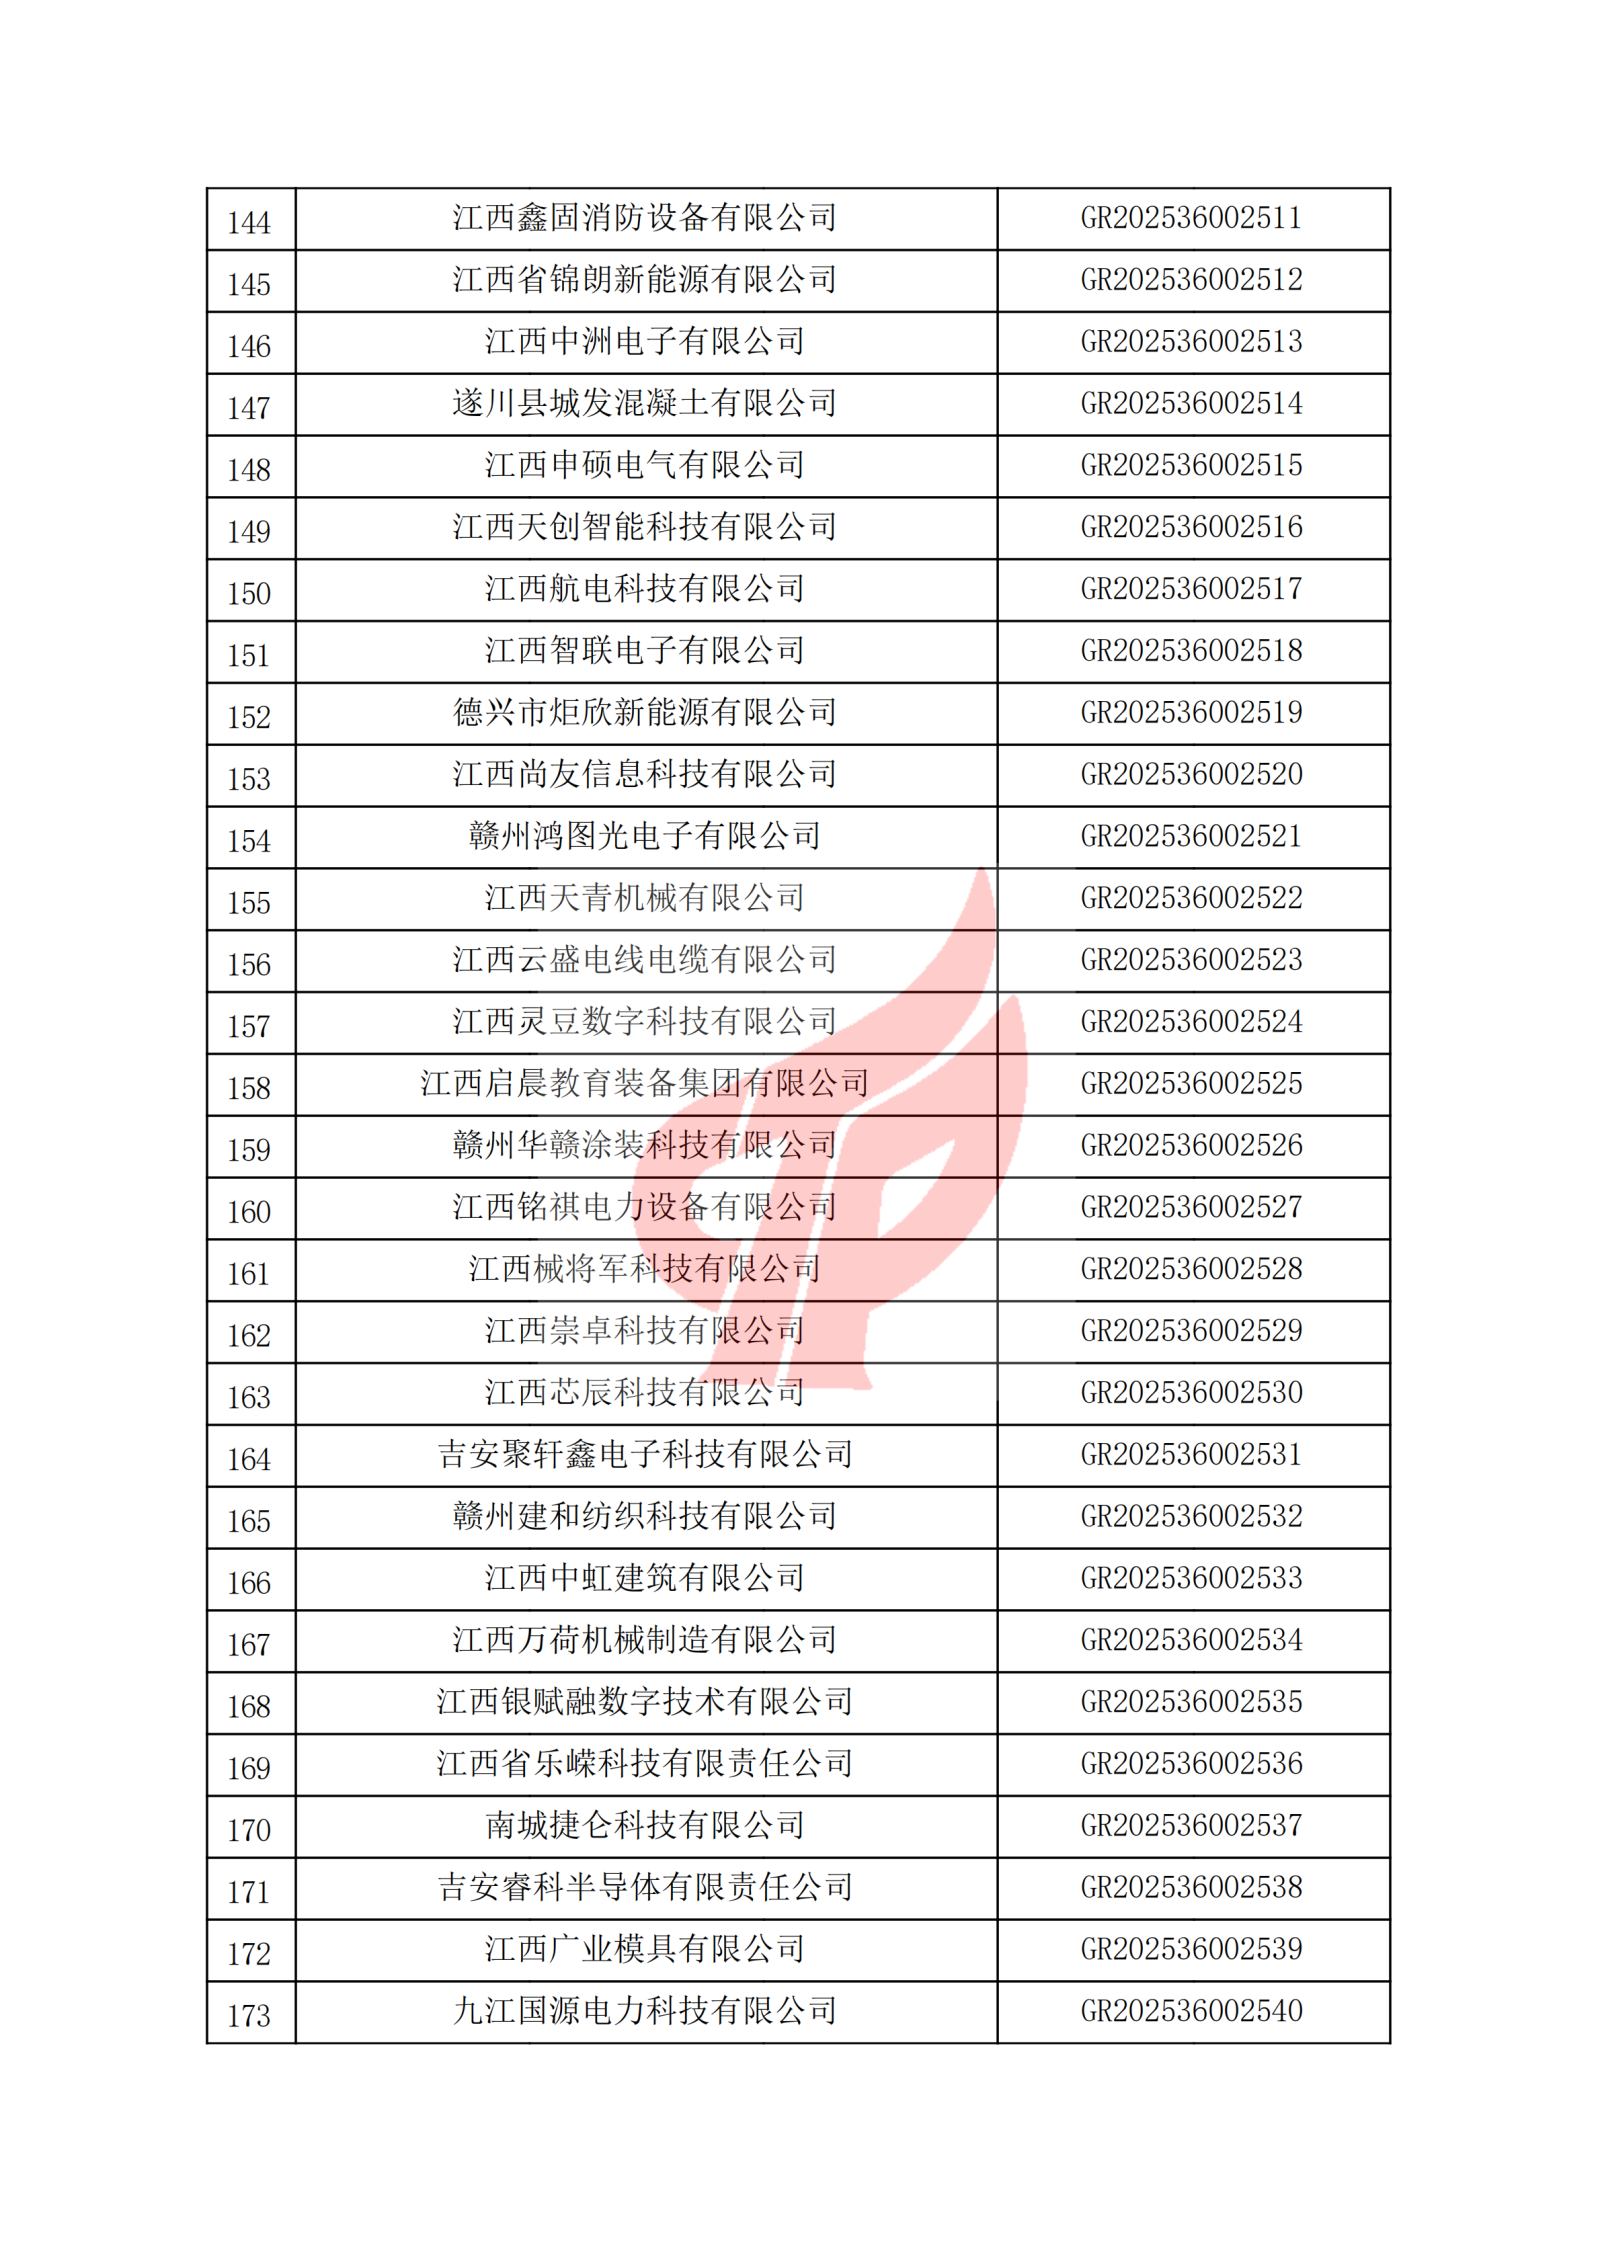 144 江西鑫固消防设备有限公司 GR202536002511
145 江西省锦朗新能源有限公司 GR202536002512
146 江西中洲电子有限公司 GR202536002513
147 遂川县城发混凝土有限公司 GR202536002514
148 江西申硕电气有限公司 GR202536002515
149 江西天创智能科技有限公司 GR202536002516
150 江西航电科技有限公司 GR202536002517
151 江西智联电子有限公司 GR202536002518
152 德兴市炬欣新能源有限公司 GR202536002519
153 江西尚友信息科技有限公司 GR202536002520
154 赣州鸿图光电子有限公司 GR202536002521
155 江西天青机械有限公司 GR202536002522
156 江西云盛电线电缆有限公司 GR202536002523
157 江西灵豆数字科技有限公司 GR202536002524
158 江西启晨教育装备集团有限公司 GR202536002525
159 赣州华赣涂装科技有限公司 GR202536002526
160 江西铭祺电力设备有限公司 GR202536002527
161 江西械将军科技有限公司 GR202536002528
162 江西崇卓科技有限公司 GR202536002529
163 江西芯辰科技有限公司 GR202536002530
164 吉安聚轩鑫电子科技有限公司 GR202536002531
165 赣州建和纺织科技有限公司 GR202536002532
166 江西中虹建筑有限公司 GR202536002533
167 江西万荷机械制造有限公司 GR202536002534
168 江西银赋融数字技术有限公司 GR202536002535
169 江西省乐嵘科技有限责任公司 GR202536002536
170 南城捷仑科技有限公司 GR202536002537
171 吉安睿科半导体有限责任公司 GR202536002538
172 江西广业模具有限公司 GR202536002539
173 九江国源电力科技有限公司 GR202536002540